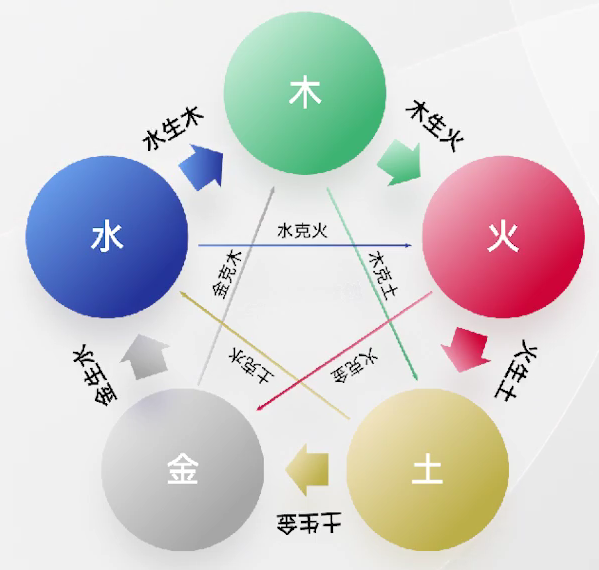 木
水生木
木生火
水
火
水克火
金克木
木克土
土克水
火克金
金生水
火生土
金
土
土生金